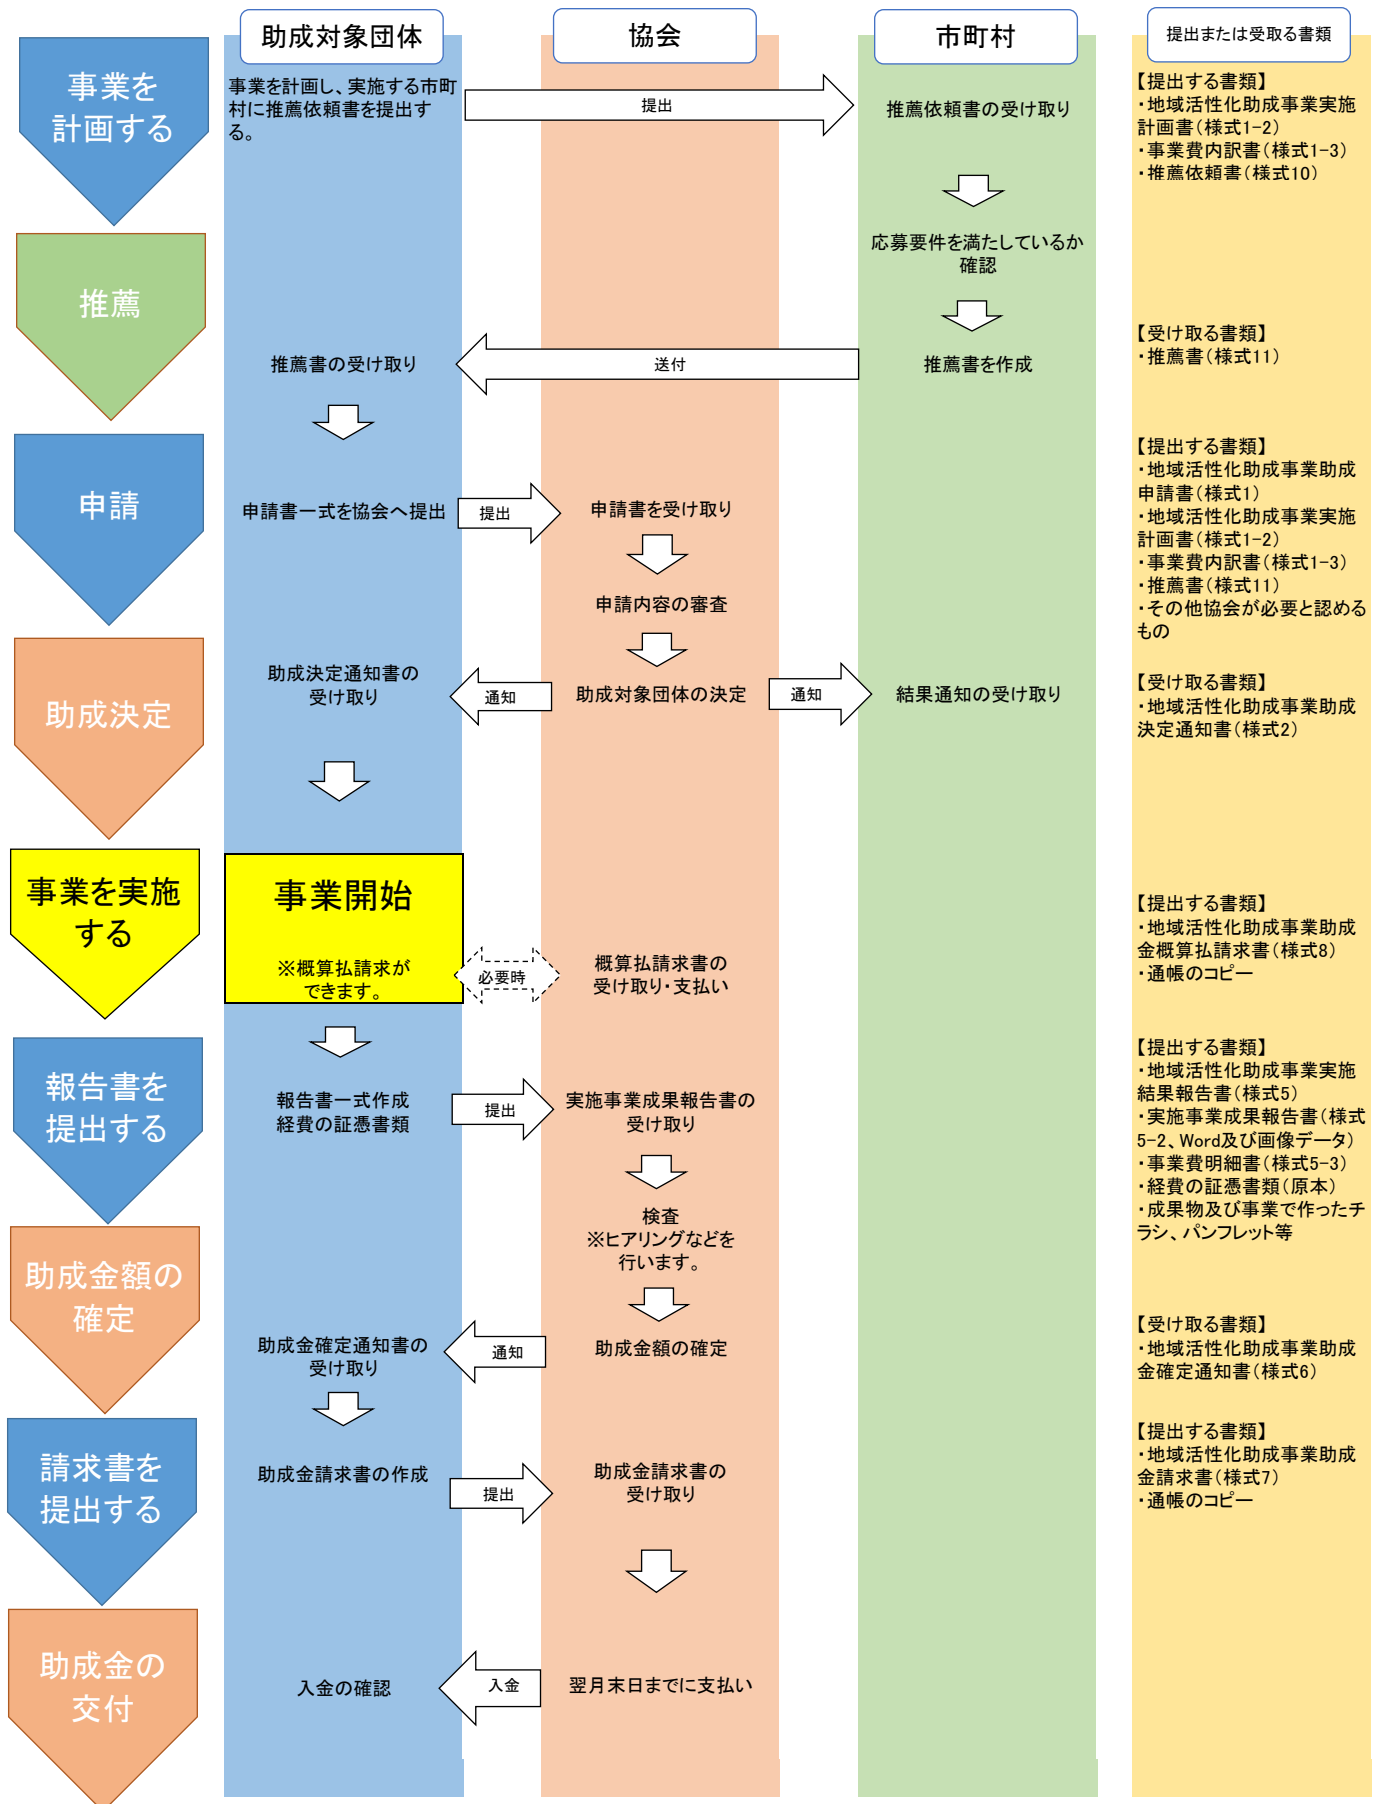 助成対象団体
協会
市町村
提出または受取る書類
事業を
計画する
事業を計画し、実施する市町
村に推薦依頼書を提出す
る。
提出
推薦依頼書の受け取り
【提出する書類】
・地域活性化助成事業実施
計画書(様式1-2)
・事業費内訳書(様式1-3)
・推薦依頼書(様式10)
応募要件を満たしているか
確認
推薦
推薦書の受け取り
送付
推薦書を作成
【受け取る書類】
・推薦書(様式11)
申請
申請書一式を協会へ提出
提出
申請書を受け取り
申請内容の審査
【提出する書類】
・地域活性化助成事業助成
申請書(様式1)
・地域活性化助成事業実施
計画書(様式1-2)
・事業費内訳書(様式1-3)
・推薦書(様式11)
・その他協会が必要と認める
もの
助成決定
助成決定通知書の
受け取り
通知
助成対象団体の決定
通知
結果通知の受け取り
【受け取る書類】
・地域活性化助成事業助成
決定通知書(様式2)
事業を実施
する
事業開始
※概算払請求が
できます。
必要時
概算払請求書の
受け取り・支払い
【提出する書類】
・地域活性化助成事業助成
金概算払請求書(様式8)
・通帳のコピー
報告書を
提出する
報告書一式作成
経費の証憑書類
提出
実施事業成果報告書の
受け取り
検査
※ヒアリングなどを
行います。
【提出する書類】
・地域活性化助成事業実施
結果報告書(様式5)
・実施事業成果報告書(様式
5-2、Word及び画像データ)
・事業費明細書(様式5-3)
・経費の証憑書類(原本)
・成果物及び事業で作ったチ
ラシ、パンフレット等
助成金額の
確定
助成金確定通知書の
受け取り
通知
助成金額の確定
【受け取る書類】
・地域活性化助成事業助成
金確定通知書(様式6)
請求書を
提出する
助成金請求書の作成
提出
助成金請求書の
受け取り
【提出する書類】
・地域活性化助成事業助成
金請求書(様式7)
・通帳のコピー
助成金の
交付
入金の確認
入金
翌月末日までに支払い